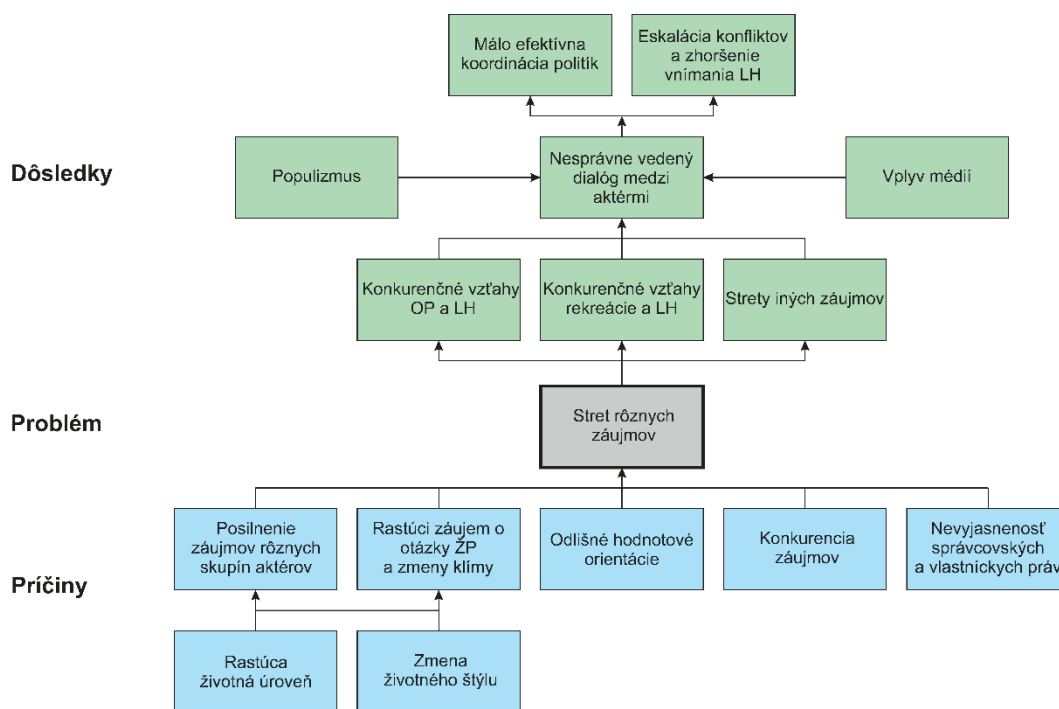 Málo efektívna
koordinácia politík
Eskalácia konfliktov
a zhoršenie
vnímania LH
Dôsledky
Populizmus
Nesprávne vedený
dialóg medzi
aktérmi
Vplyv médií
Konkurenčné vzťahy
OP a LH
Konkurenčné vzťahy
rekreácie a LH
Strety iných záujmov
Problém
Stret rôznych
záujmov
Príčiny
Posilnenie
záujmov rôznych
skupín aktérov
Rastúci záujem o
otázky ŽP
a zmeny klímy
Odlišné hodnotové
orientácie
Konkurencia
záujmov
Nevyjasnenosť
správcovských
a vlastníckych práv
Rastúca
životná úroveň
Zmena
životného štýlu